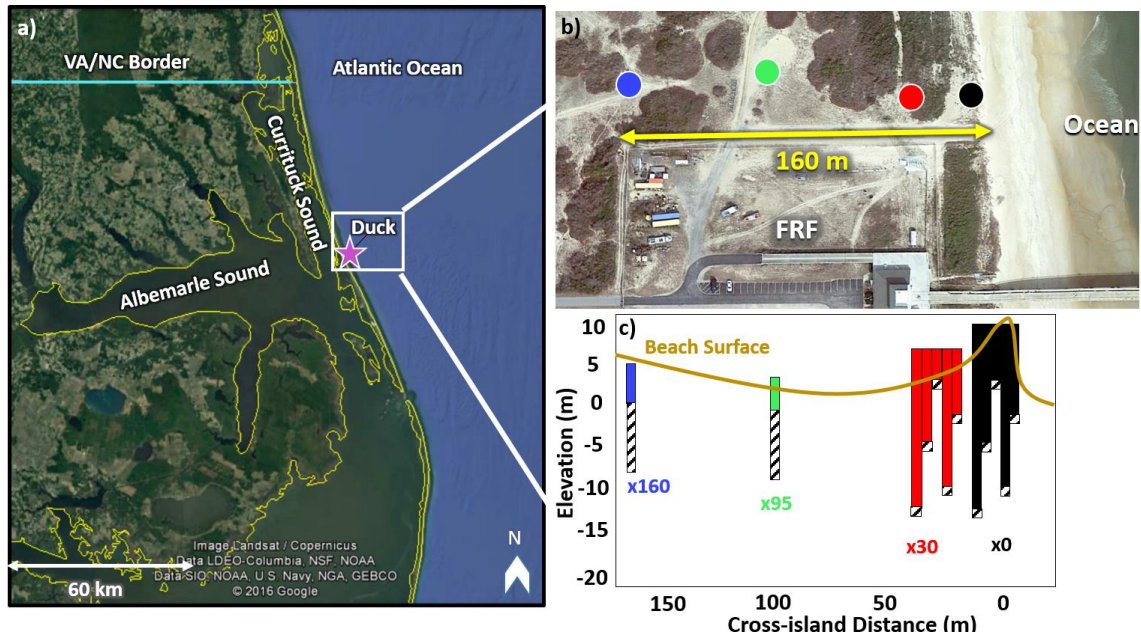 a)
VA/NC Border
Atlantic Ocean
Currituck Sound
Duck
Albemarle Sound
N
Image Landsat / Copernicus
Data LDEO-Columbia, NSF, NOAA
Data SIO, NOAA, U.S. Navy, NGA, GEBCO
© 2016 Google
60 km
b)
Ocean
160 m
FRF
c)
Beach Surface
10
5
0
-5
-10
-15
-20
Elevation (m)
x160
x95
x30
x0
150
100
50
0
Cross-island Distance (m)